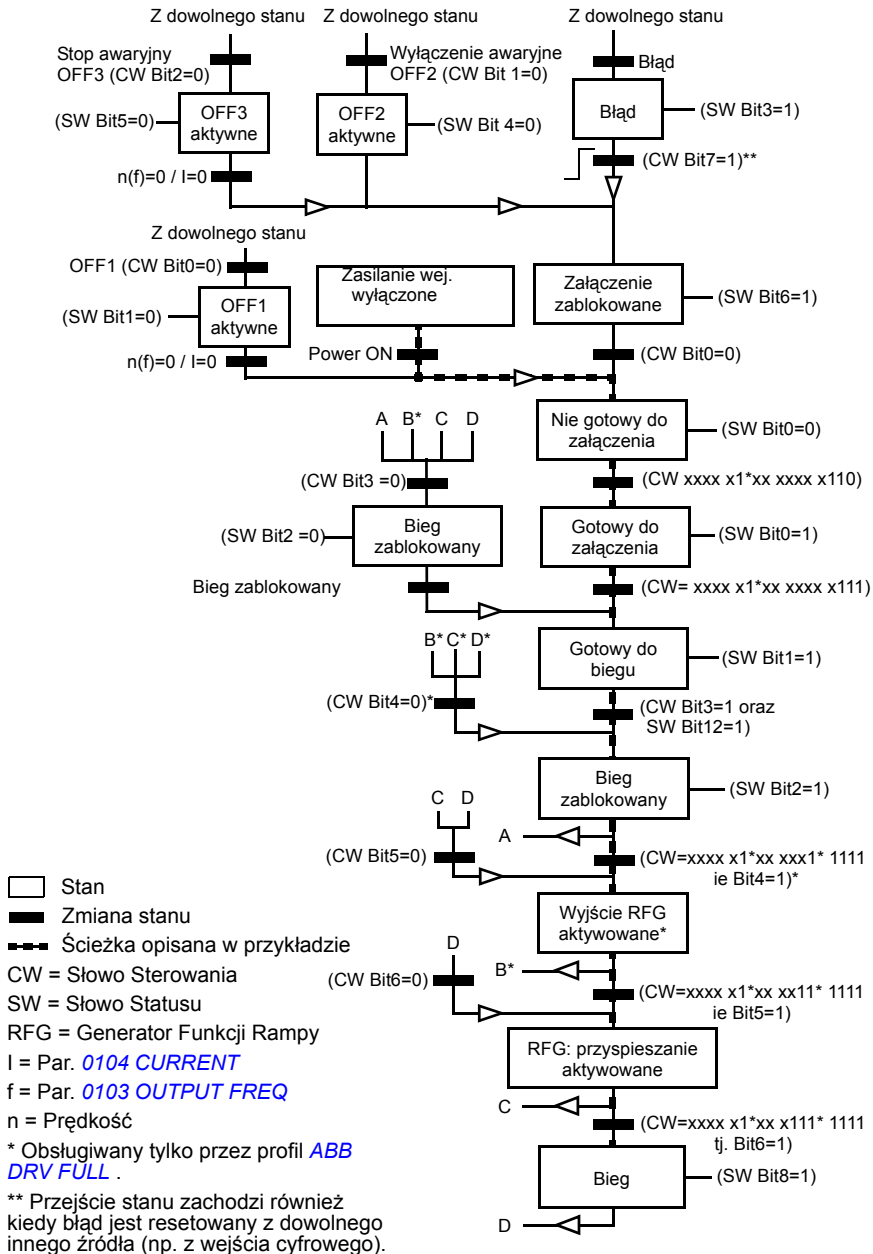 Z dowolnego stanu
Z dowolnego stanu
Z dowolnego stanu
Stop awaryjny
OFF3 (CW Bit2=0)
Wyłączenie awaryjne
OFF2 (CW Bit 1=0)
Błąd
(SW Bit5=0)
OFF3
aktywne
OFF2
aktywne
(SW Bit 4=0)
Błąd
(SW Bit3=1)
n(f)=0 / I=0
(CW Bit7=1)**
Z dowolnego stanu
OFF1 (CW Bit0=0)
Zasilanie wej.
wyłączone
Załączenie
zablokowane
(SW Bit6=1)
(SW Bit1=0)
OFF1
aktywne
n(f)=0 / I=0
Power ON
(CW Bit0=0)
A B* C D
Nie gotowy do
załączenia
(SW Bit0=0)
(CW Bit3 =0)
(CW xxxx x1*xx xxxx x110)
(SW Bit2 =0)
Bieg
zablokowany
Gotowy do
załączenia
(SW Bit0=1)
Bieg zablokowany
(CW= xxxx x1*xx xxxx x111)
B* C* D*
Gotowy do
biegu
(SW Bit1=1)
(CW Bit4=0)*
(CW Bit3=1 oraz
SW Bit12=1)
Bieg
zablokowany
(SW Bit2=1)
C D
A
(CW Bit5=0)
(CW=xxxx x1*xx xxx1* 1111
ie Bit4=1)*
Wyjście RFG
aktywowane*
D
B*
(CW Bit6=0)
(CW=xxxx x1*xx xx11* 1111
ie Bit5=1)
RFG: przyspieszanie
aktywowane
C
(CW=xxxx x1*xx x111* 1111
tj. Bit6=1)
Bieg
(SW Bit8=1)
D
Stan
Zmiana stanu
Ścieżka opisana w przykładzie
CW = Słowo Sterowania
SW = Słowo Statusu
RFG = Generator Funkcji Rampy
I = Par. 0104 CURRENT
f = Par. 0103 OUTPUT FREQ
n = Prędkość
* Obsługiwany tylko przez profil ABB
DRV FULL .
** Przejście stanu zachodzi również
kiedy błąd jest resetowany z dowolnego
innego źródła (np. z wejścia cyfrowego).